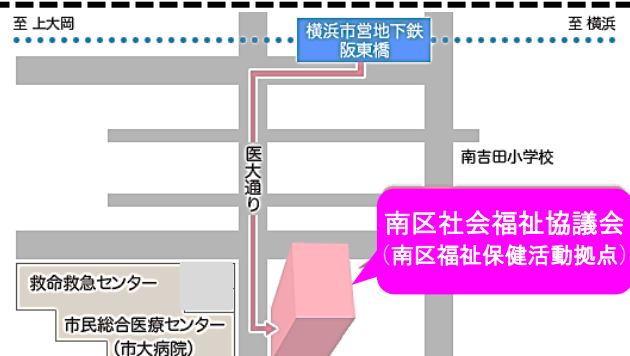 至 上大岡
至 横浜
横浜市営地下鉄
阪東橋
医大通り
南吉田小学校
南区社会福祉協議会
(南区福祉保健活動拠点)
救命救急センター
市民総合医療センター
(市大病院)